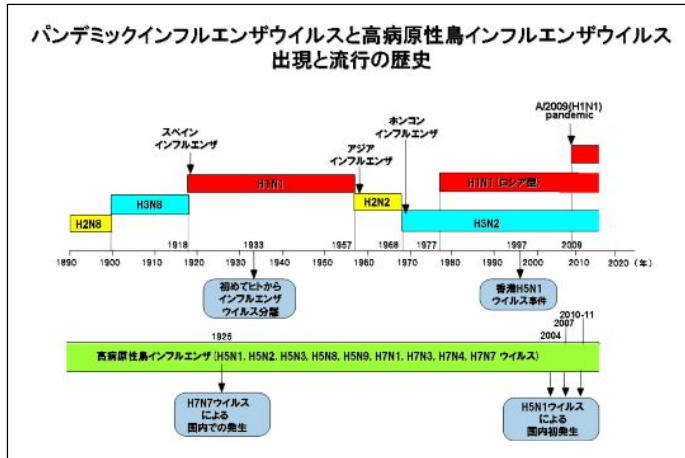 パンデミックインフルエンザウイルスと高病原性鳥インフルエンザウイルス
出現と流行の歴史
A/2009(H1N1)
pandemic
ホンコン
インフルエンザ
スペイン
インフルエンザ
アジア
インフルエンザ
H1N1
H1N1 (ロシア型)
H3N8
H2N2
H2N8
H3N2
1918
1933
1957
1968
1977
1997
2009
1890
1900
1910
1920
1930
1940
1950
1960
1970
1980
1990
2000
2010
2020 (年)
初めてヒトから
インフルエンザ
ウイルス分離
香港H5N1
ウイルス事件
2010-11
2007
2004
1925
高病原性鳥インフルエンザ (H5N1, H5N2, H5N3, H5N8, H5N9, H7N1, H7N3, H7N4, H7N7 ウイルス)
H7N7ウイルス
による
国内での発生
H5N1ウイルス
による
国内初発生